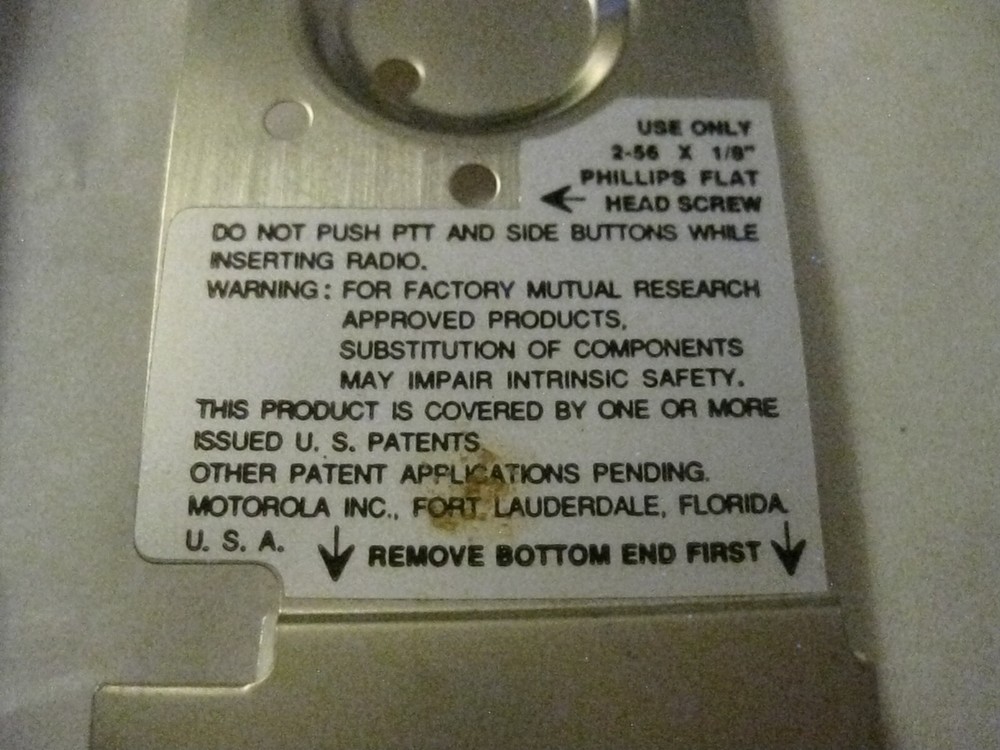 USE ONLY
2-56 X 1/8"
PHILLIPS FLAT
HEAD SCREW
DO NOT PUSH PTT AND SIDE BUTTONS WHILE
INSERTING RADIO.
WARNING: FOR FACTORY MUTUAL RESEARCH
APPROVED PRODUCTS,
SUBSTITUTION OF COMPONENTS
MAY IMPAIR INTRINSIC SAFETY.
THIS PRODUCT IS COVERED BY ONE OR MORE
ISSUED U. S. PATENTS
OTHER PATENT APPLICATIONS PENDING.
MOTOROLA INC., FORT LAUDERDALE, FLORIDA
U. S. A.
REMOVE BOTTOM END FIRST